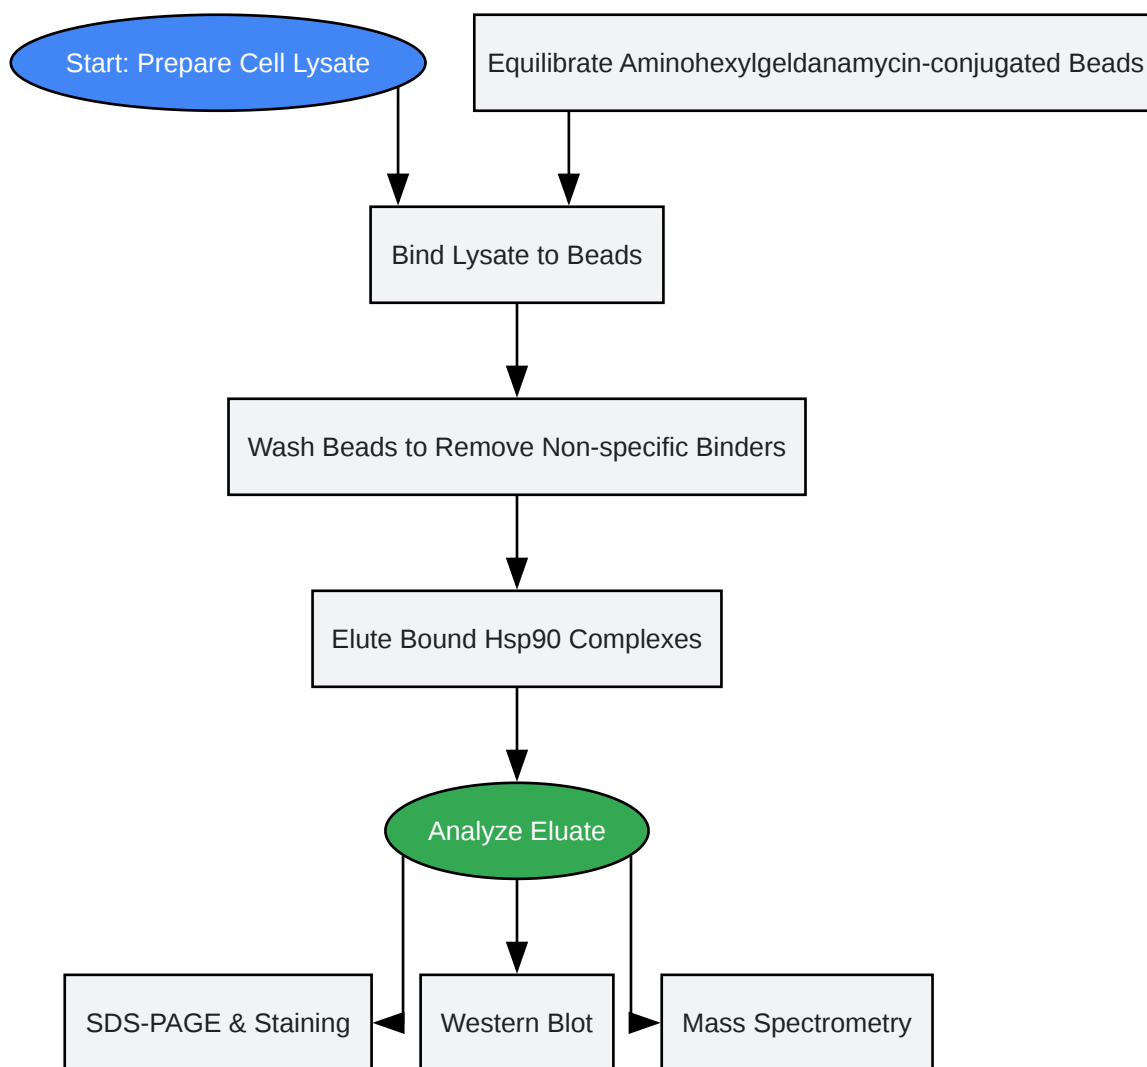 Start: Prepare Cell Lysate
Equilibrate Aminohexylgeldanamycin-conjugated Beads
Bind Lysate to Beads
Wash Beads to Remove Non-specific Binders
Elute Bound Hsp90 Complexes
Analyze Eluate
SDS-PAGE & Staining
Western Blot
Mass Spectrometry